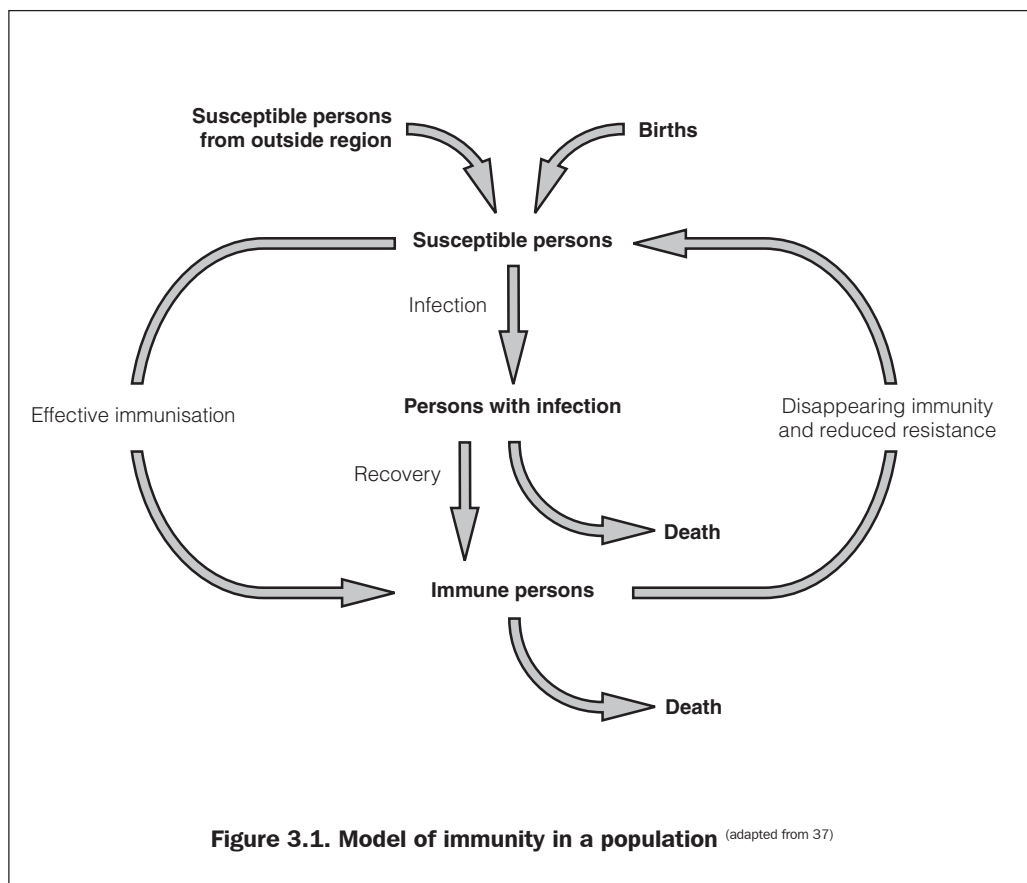 Susceptible persons
from outside region
Births
Susceptible persons
Infection
Effective immunisation
Persons with infection
Disappearing immunity
and reduced resistance
Recovery
Death
Immune persons
Death
Figure 3.1. Model of immunity in a population (adapted from 37)